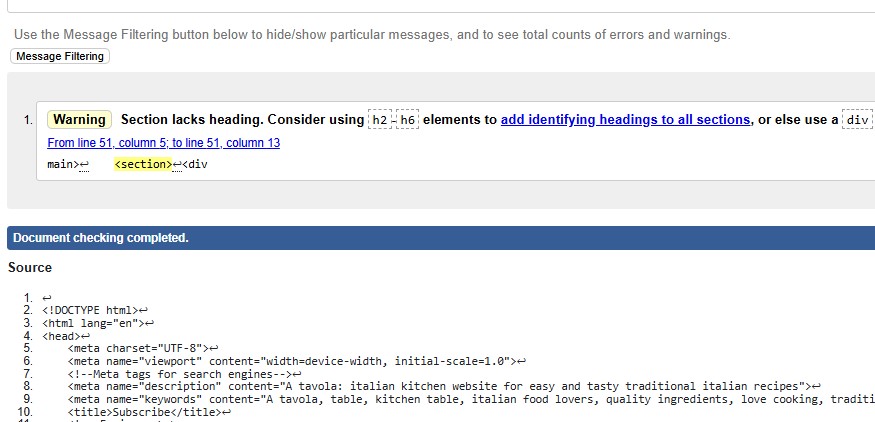 Use the Message Filtering button below to hide/show particular messages, and to see total counts of errors and warnings.
Message Filtering
1. Warning Section lacks heading. Consider using h2-h6 elements to add identifying headings to all sections, or else use a div
From line 51, column 5; to line 51, column 13
main>↩ <section>↩<div
Document checking completed.
Source
1. ↩
2. <!DOCTYPE html>↩
3. <html lang="en">↩
4. <head>↩
5. <meta charset="UTF-8">↩
6. <meta name="viewport" content="width=device-width, initial-scale=1.0">↩
7. <!--Meta tags for search engines-->↩
8. <meta name="description" content="A tavola: italian kitchen website for easy and tasty traditional italian recipes">↩
9. <meta name="keywords" content="A tavola, table, kitchen table, italian food lovers, quality ingredients, love cooking, traditi
10. <title>Subscribe</title>↩